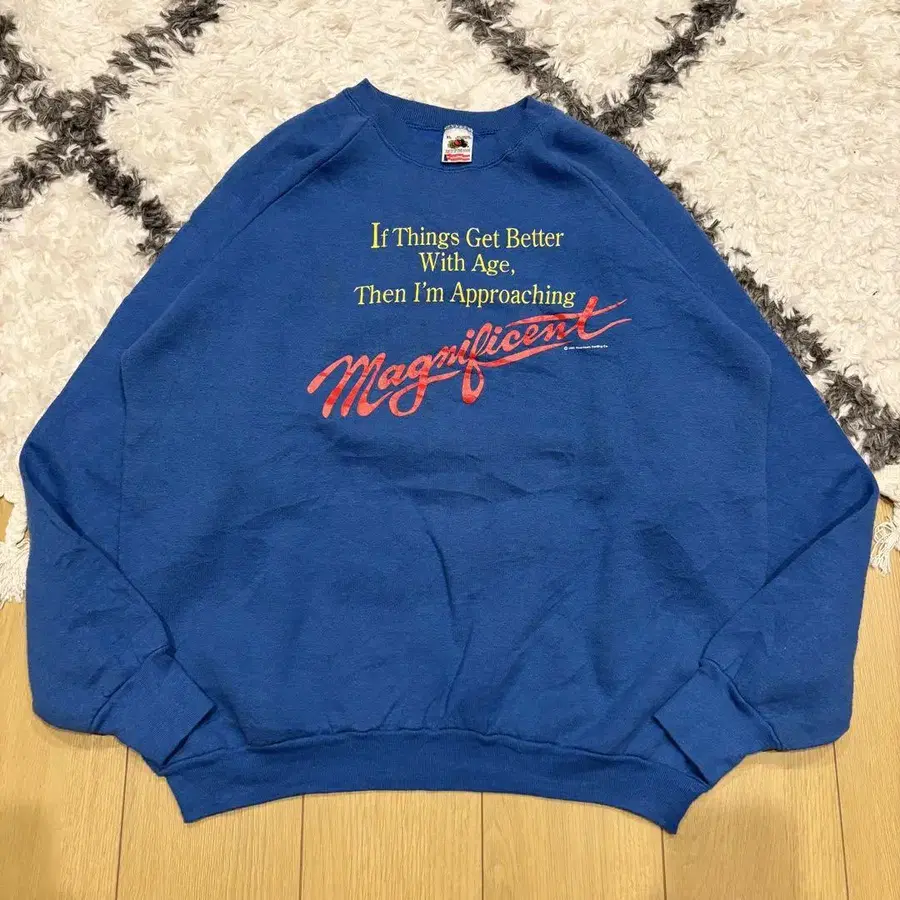 If Things Get Better
With Age,
Then I'm Approaching
Magnificent